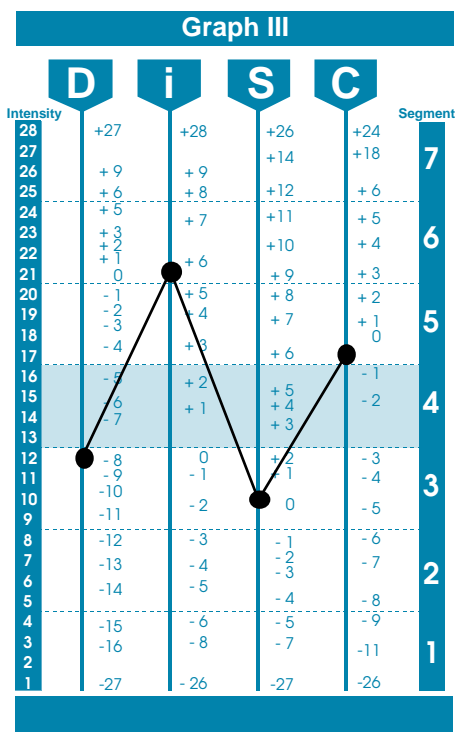 Graph III
D i S C
Intensity Segment
28 +27 +28 +26 +24
27 +14 +18 7
26 + 9 + 9
25 + 6 + 8 +12 + 6
24 + 5 + 7 +11 + 5
23 + 3 6
+ 2 +10 + 4
22 + 1 + 6
21 0 + 9 + 3
20 - 1 + 5 + 8 + 2
19 - 2 + 4 + 7 + 1 5
18 - 3 0
17 - 4 + 3 + 6
16 - 5 + 2 - 1
15 - 6 + 1 + 5 - 2 4
14 - 7 + 4
13 + 3
12 - 8 0 + 2 - 3
11 - 9 - 1 + 1 - 4 3
10 -10 - 2 0
9 -11 - 5
8 -12 - 3 - 1 - 6
7 -13 - 4 - 2 - 7 2
6 -14 - 5 - 3
5 - 4 - 8
4 -15 - 6 - 5 - 9
3 -16 - 8 - 7 -11 1
2
1 -27 - 26 -27 -26